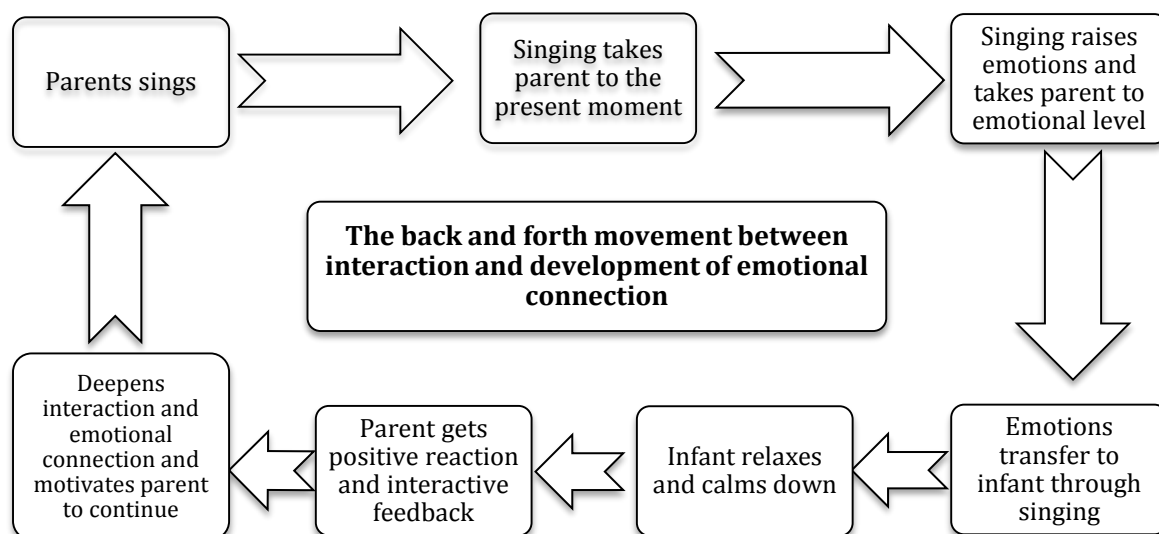 Parents sings
Singing takes
parent to the
present moment
Singing raises
emotions and
takes parent to
emotional level
The back and forth movement between
interaction and development of emotional
connection
Deepens
interaction and
emotional
connection and
motivates parent
to continue
Parent gets
positive reaction
and interactive
feedback
Infant relaxes
and calms down
Emotions
transfer to
infant through
singing